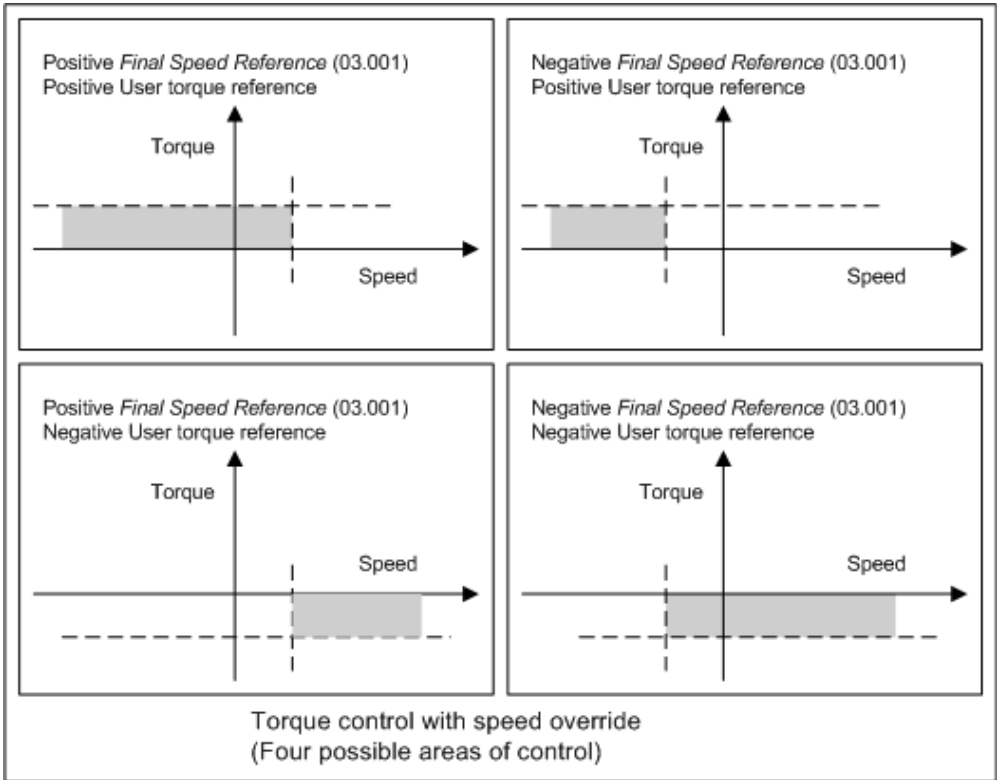 Positive Final Speed Reference (03.001)
Positive User torque reference
Torque
Speed
Negative Final Speed Reference (03.001)
Positive User torque reference
Torque
Speed
Positive Final Speed Reference (03.001)
Negative User torque reference
Torque
Speed
Negative Final Speed Reference (03.001)
Negative User torque reference
Torque
Speed
Torque control with speed override
(Four possible areas of control)